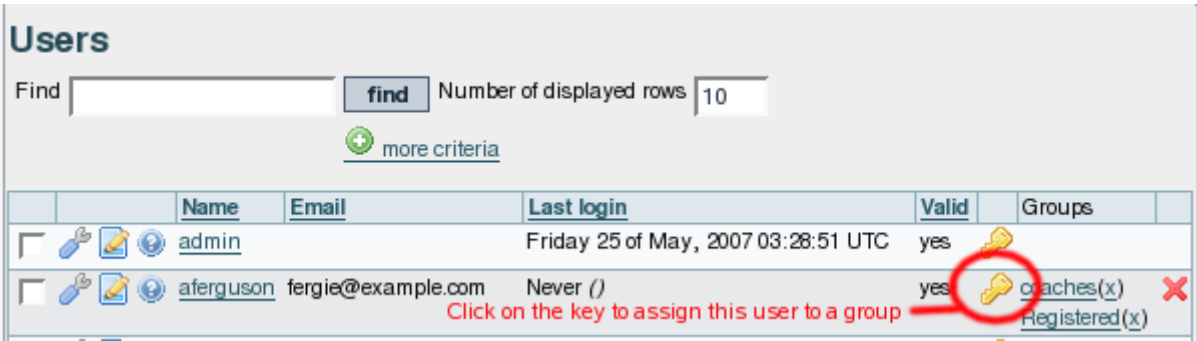 Users
Find find Number of displayed rows 10
more criteria
Name Email Last login Valid Groups
admin Friday 25 of May, 2007 03:28:51 UTC yes
aferguson fergie@example.com Never () yes coaches(x)
Click on the key to assign this user to a group Registered(x)